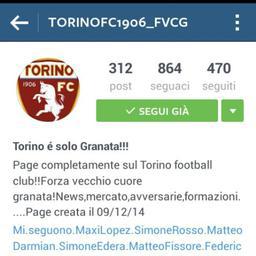 TORINOFC1906_FVCG
TORINO
1906 FC
312 864 470
post seguaci seguiti
SEGUI GIÀ
Torino é solo Granata!!!
Page completamente sul Torino football
club!!Forza vecchio cuore
granata!News,mercato,avversarie,formazioni.
....Page creata il 09/12/14
Mi.seguono.MaxiLopez.SimoneRosso.Matteo
Darmian.SimoneEdera.MatteoFissore.Federic